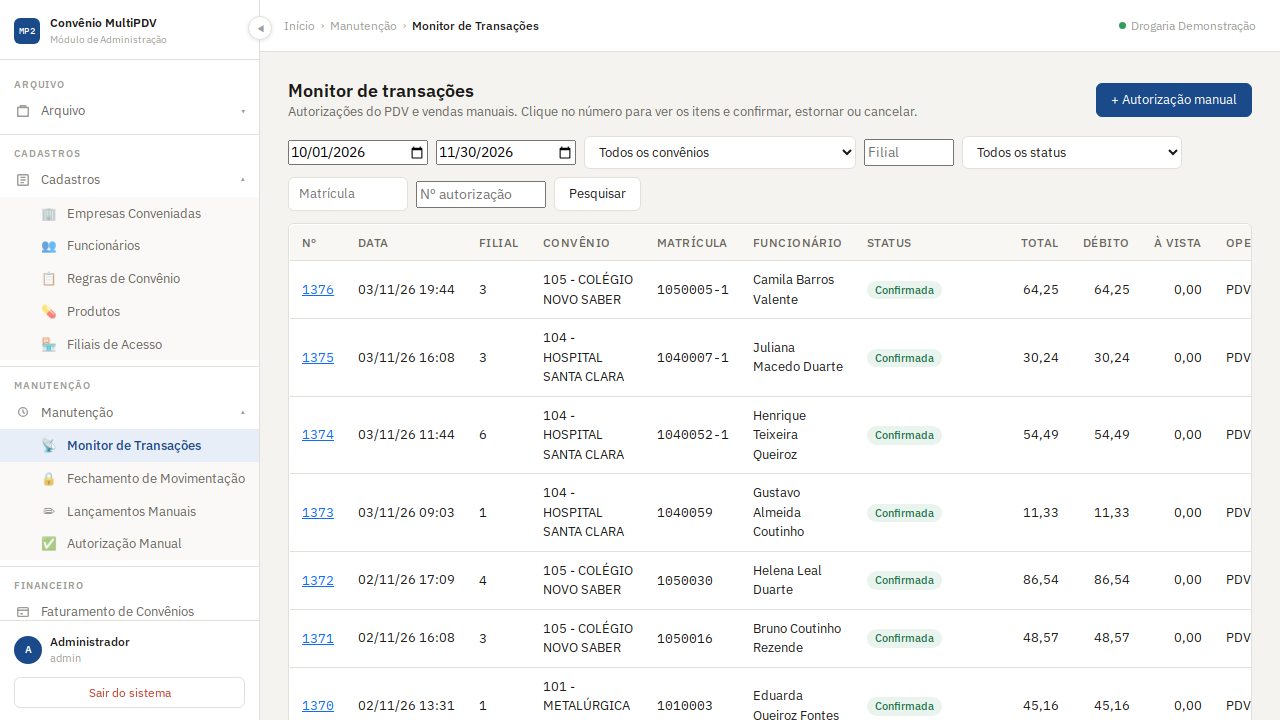 MP2
Convênio MultiPDV
Módulo de Administração
ARQUIVO
Arquivo
CADASTROS
Cadastros
Empresas Conveniadas
Funcionários
Regras de Convênio
Produtos
Filiais de Acesso
MANUTENÇÃO
Manutenção
Monitor de Transações
Fechamento de Movimentação
Lançamentos Manuais
Autorização Manual
FINANCEIRO
Faturamento de Convênios
A
Administrador
admin
Sair do sistema
Início › Manutenção › Monitor de Transações
Drogaria Demonstração
Monitor de transações
Autorizações do PDV e vendas manuais. Clique no número para ver os itens e confirmar, estornar ou cancelar.
+ Autorização manual
10/01/2026 11/30/2026 Todos os convênios Filial Todos os status
Matrícula Nº autorização Pesquisar
Nº DATA FILIAL CONVÊNIO MATRÍCULA FUNCIONÁRIO STATUS TOTAL DÉBITO À VISTA OPE
1376 03/11/26 19:44 3 105 - COLÉGIO NOVO SABER 1050005-1 Camila Barros Valente Confirmada 64,25 64,25 0,00 PDV
1375 03/11/26 16:08 3 104 - HOSPITAL SANTA CLARA 1040007-1 Juliana Macedo Duarte Confirmada 30,24 30,24 0,00 PDV
1374 03/11/26 11:44 6 104 - HOSPITAL SANTA CLARA 1040052-1 Henrique Teixeira Queiroz Confirmada 54,49 54,49 0,00 PDV
1373 03/11/26 09:03 1 104 - HOSPITAL SANTA CLARA 1040059 Gustavo Almeida Coutinho Confirmada 11,33 11,33 0,00 PDV
1372 02/11/26 17:09 4 105 - COLÉGIO NOVO SABER 1050030 Helena Leal Duarte Confirmada 86,54 86,54 0,00 PDV
1371 02/11/26 16:08 3 105 - COLÉGIO NOVO SABER 1050016 Bruno Coutinho Rezende Confirmada 48,57 48,57 0,00 PDV
1370 02/11/26 13:31 1 101 - METALÚRGICA 1010003 Eduarda Queiroz Fontes Confirmada 45,16 45,16 0,00 PDV